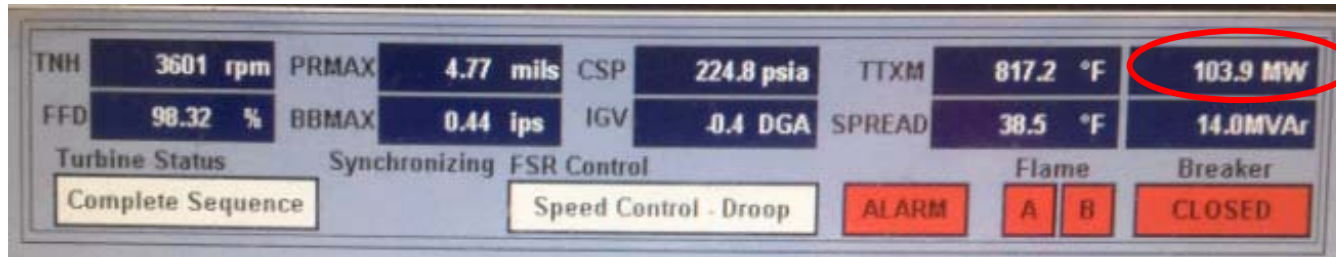 TNH 3601 rpm PRMAX 4.77 mils CSP 224.8 psia TTXM 817.2 °F 103.9 MW
FFD 98.32 % BBMAX 0.44 ips IGV -0.4 DGA SPREAD 38.5 °F 14.0MVAr
Turbine Status Synchronizing FSR Control Flame Breaker
Complete Sequence Speed Control - Droop ALARM A B CLOSED